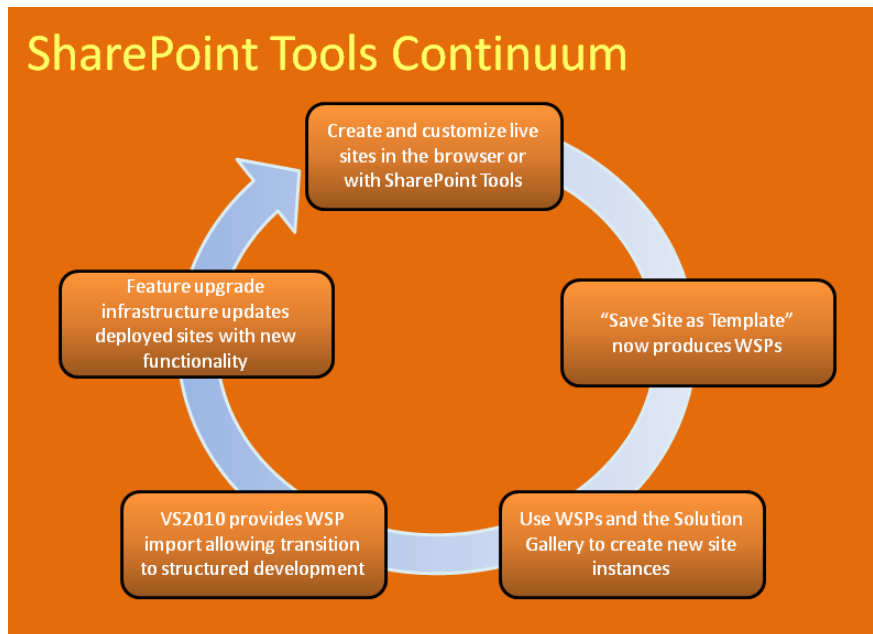 SharePoint Tools Continuum
Create and customize live
sites in the browser or
with SharePoint Tools
“Save Site as Template”
now produces WSPs
Use WSPs and the Solution
Gallery to create new site
instances
VS2010 provides WSP
import allowing transition
to structured development
Feature upgrade
infrastructure updates
deployed sites with new
functionality